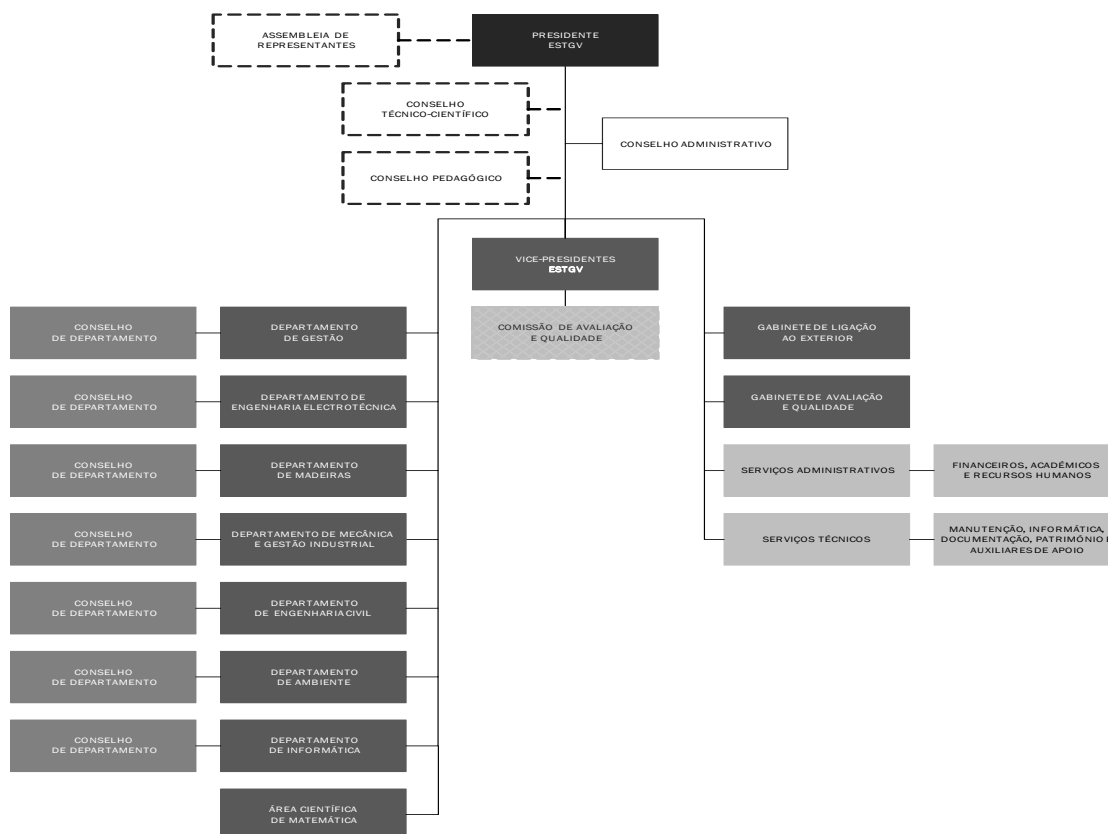 ASSEMBLEIA DE
REPRESENTANTES
PRESIDENTE
ESTGV
CONSELHO
TÉCNICO-CIENTÍFICO
CONSELHO ADMINISTRATIVO
CONSELHO PEDAGÓGICO
VICE-PRESIDENTES
ESTGV
COMISSÃO DE AVALIAÇÃO
E QUALIDADE
CONSELHO
DE DEPARTAMENTO
DEPARTAMENTO
DE GESTÃO
GABINETE DE LIGAÇÃO
AO EXTERIOR
CONSELHO
DE DEPARTAMENTO
DEPARTAMENTO DE
ENGENHARIA ELECTROTÉCNICA
GABINETE DE AVALIAÇÃO
E QUALIDADE
CONSELHO
DE DEPARTAMENTO
DEPARTAMENTO
DE MADEIRAS
SERVIÇOS ADMINISTRATIVOS
FINANCEIROS, ACADÉMICOS
E RECURSOS HUMANOS
CONSELHO
DE DEPARTAMENTO
DEPARTAMENTO DE MECÂNICA
E GESTÃO INDUSTRIAL
SERVIÇOS TÉCNICOS
MANUTENÇÃO, INFORMÁTICA,
DOCUMENTAÇÃO, PATRIMÓNIO E
AUXILIARES DE APOIO
CONSELHO
DE DEPARTAMENTO
DEPARTAMENTO
DE ENGENHARIA CIVIL
CONSELHO
DE DEPARTAMENTO
DEPARTAMENTO
DE AMBIENTE
CONSELHO
DE DEPARTAMENTO
DEPARTAMENTO
DE INFORMÁTICA
ÁREA CIENTÍFICA
DE MATEMÁTICA